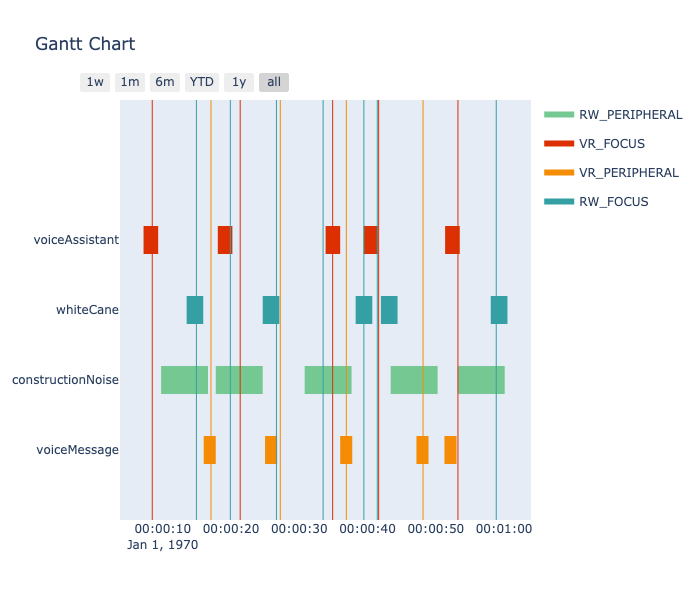 Gantt Chart
1w 1m 6m YTD 1y all
RW_PERIPHERAL
VR_FOCUS
VR_PERIPHERAL
RW_FOCUS
voiceAssistant
whiteCane
constructionNoise
voiceMessage
00:00:10 00:00:20 00:00:30 00:00:40 00:00:50 00:01:00
Jan 1, 1970